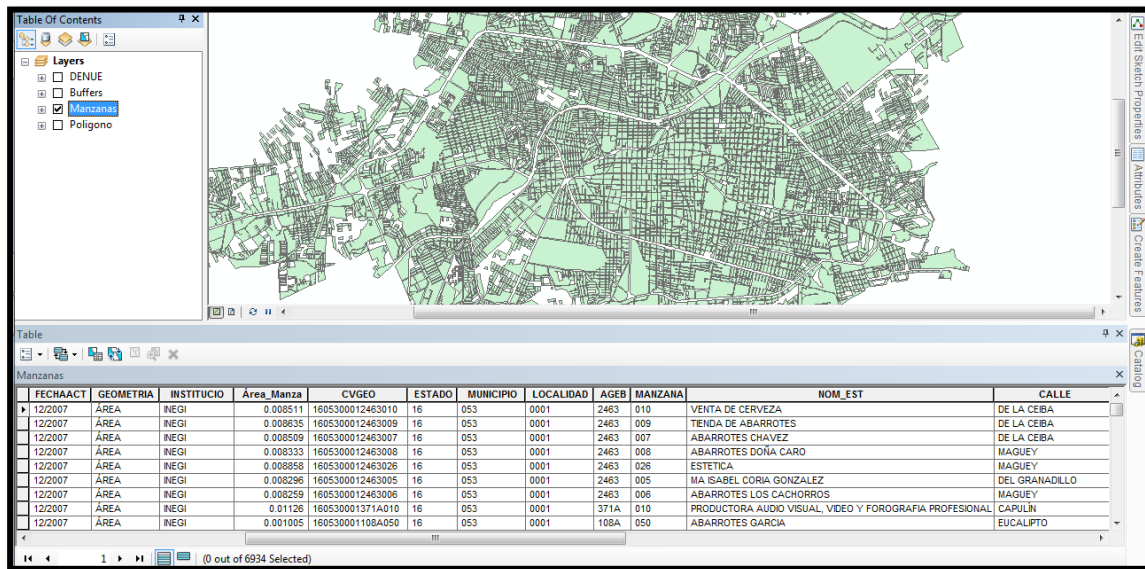 Table Of Contents
Layers
DENUE
Buffers
Manzanas
Poligono
Edit Sketch Properties
Attributes
Create Features
Catalog
Table
Manzanas
FECHAACT GEOMETRIA INSTITUCIO Área_Manza CVGEO ESTADO MUNICIPIO LOCALIDAD AGEB MANZANA NOM_EST CALLE
12/2007 ÁREA INEGI 0.008511 1605300012463010 16 053 0001 2463 010 VENTA DE CERVEZA DE LA CEIBA
12/2007 ÁREA INEGI 0.008635 1605300012463009 16 053 0001 2463 009 TIENDA DE ABARROTES DE LA CEIBA
12/2007 ÁREA INEGI 0.008509 1605300012463007 16 053 0001 2463 007 ABARROTES CHAVEZ DE LA CEIBA
12/2007 ÁREA INEGI 0.008333 1605300012463008 16 053 0001 2463 008 ABARROTES DOÑA CARO MAGUEY
12/2007 ÁREA INEGI 0.008858 1605300012463026 16 053 0001 2463 026 ESTETICA MAGUEY
12/2007 ÁREA INEGI 0.008296 1605300012463005 16 053 0001 2463 005 MA ISABEL CORIA GONZALEZ DEL GRANADILLO
12/2007 ÁREA INEGI 0.008259 1605300012463006 16 053 0001 2463 006 ABARROTES LOS CACHORROS MAGUEY
12/2007 ÁREA INEGI 0.01126 160530001371A010 16 053 0001 371A 010 PRODUCTORA AUDIO VISUAL, VIDEO Y FOROGRAFIA PROFESIONAL CAPULÍN
12/2007 ÁREA INEGI 0.001005 160530001108A050 16 053 0001 108A 050 ABARROTES GARCIA EUCALIPTO
1 (0 out of 6934 Selected)